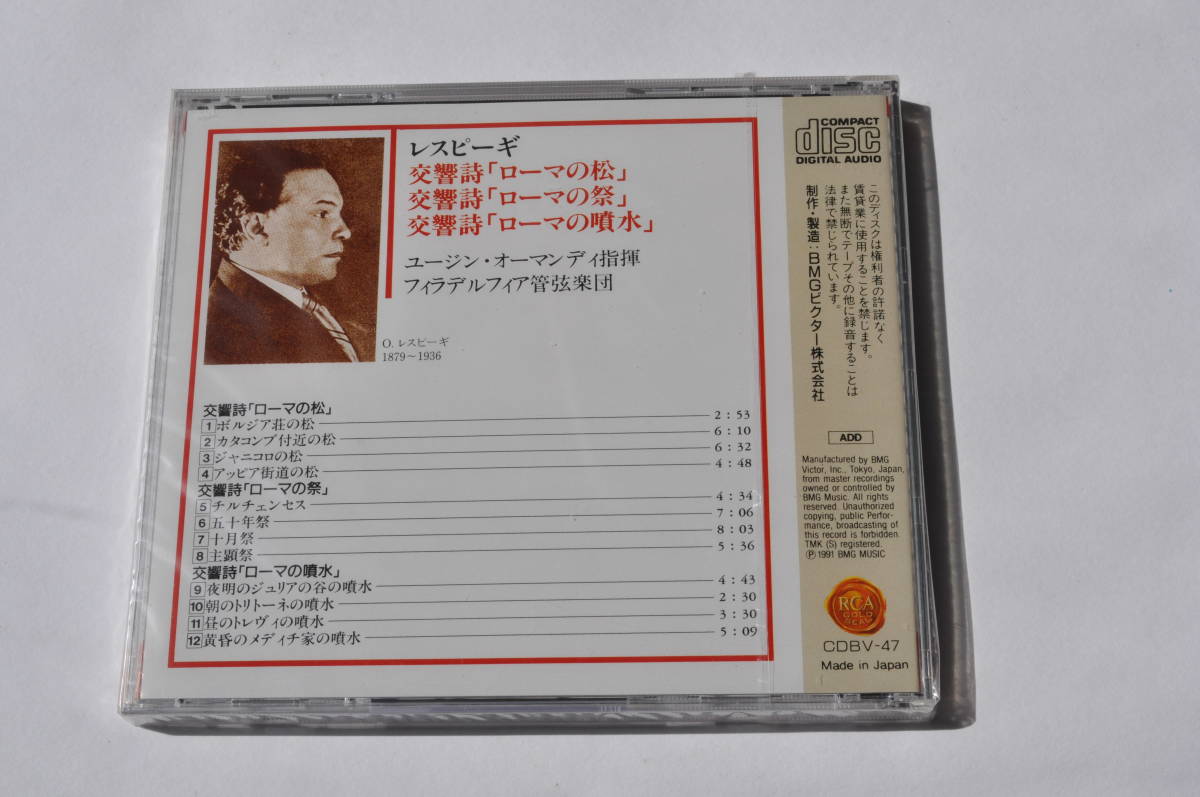 レスピーギ
交響詩「ローマの松」
交響詩「ローマの祭」
交響詩「ローマの噴水」
ユージン・オーマンディ指揮
フィラデルフィア管弦楽団
O. レスピーギ
1879～1936
交響詩「ローマの松」
1 ボルジア荘の松 2：53
2 カタコンブ付近の松 6：10
3 ジャニコロの松 6：32
4 アッピア街道の松 4：48
交響詩「ローマの祭」
5 チルチェンセス 4：34
6 五十年祭 7：06
7 十月祭 8：03
8 主顕祭 5：36
交響詩「ローマの噴水」
9 夜明のジュリアの谷の噴水 4：43
10 朝のトリトーネの噴水 2：30
11 昼のトレヴィの噴水 3：30
12 黄昏のメディチ家の噴水 5：09
COMPACT
disc
DIGITAL AUDIO
このディスクは権利者の許諾なく
賃貸業に使用することを禁じます。
また無断でテープその他に録音することは
法律で禁じられています。
制作・製造：BMGビクター株式会社
ADD
Manufactured by BMG
Victor, Inc., Tokyo, Japan,
from master recordings
owned or controlled by
BMG Music. All rights
reserved. Unauthorized
copying, public Perfor-
mance, broadcasting of
this record is forbidden.
TMK (S) registered.
Ⓟ 1991 BMG MUSIC
RCA
GOLD
SEAL
CDBV-47
Made in Japan